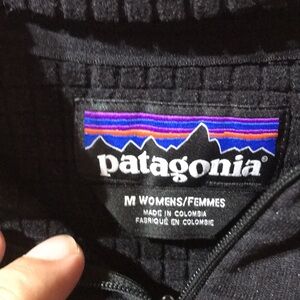 patagonia®
M WOMENS/FEMMES
MADE IN COLOMBIA
FABRIQUÉ EN COLOMBIE